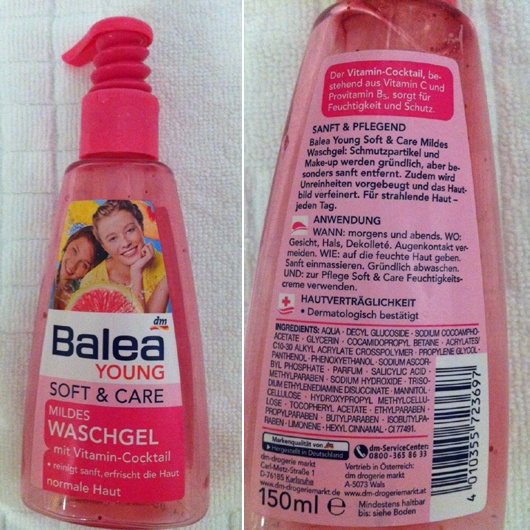 dm
Balea
YOUNG
SOFT & CARE
MILDES
WASCHGEL
mit Vitamin-Cocktail
• reinigt sanft, erfrischt die Haut
normale Haut
Der Vitamin-Cocktail, be-
stehend aus Vitamin C und
Provitamin B5, sorgt für
Feuchtigkeit und Schutz.
SANFT & PFLEGEND
Balea Young Soft & Care Mildes
Waschgel: Schmutzpartikel und
Make-up werden gründlich, aber be-
sonders sanft entfernt. Zudem wird
Unreinheiten vorgebeugt und das Haut-
bild verfeinert. Für strahlende Haut –
jeden Tag.
ANWENDUNG
WANN: morgens und abends. WO:
Gesicht, Hals, Dekolleté. Augenkontakt ver-
meiden. WIE: auf die feuchte Haut geben.
Sanft einmassieren. Gründlich abwaschen.
UND: zur Pflege Soft & Care Feuchtigkeits-
creme verwenden.
HAUTVERTRÄGLICHKEIT
• Dermatologisch bestätigt
INGREDIENTS: AQUA · DECYL GLUCOSIDE · SODIUM COCOAMPHO-
ACETATE · GLYCERIN · COCAMIDOPROPYL BETAINE · ACRYLATES/
C10-30 ALKYL ACRYLATE CROSSPOLYMER · PROPYLENE GLYCOL ·
PANTHENOL · PHENOXYETHANOL · SODIUM ASCOR-
BYL PHOSPHATE · PARFUM · SALICYLIC ACID ·
METHYLPARABEN · SODIUM HYDROXIDE · TRISO-
DIUM ETHYLENEDIAMINE DISUCCINATE · MANNITOL ·
CELLULOSE · HYDROXYPROPYL METHYLCELLU-
LOSE · TOCOPHERYL ACETATE · ETHYLPARABEN ·
PROPYLPARABEN · BUTYLPARABEN · ISOBUTYLPA-
RABEN · LIMONENE · HEXYL CINNAMAL · CI 77491.
Markenqualität von dm
Hergestellt in Deutschland
dm-drogerie markt
Carl-Metz-Straße 1
D-76185 Karlsruhe
www.dm-drogeriemarkt.de
dm-ServiceCenter:
0800-365 86 33
Vertrieb in Österreich:
dm drogerie markt
A-5073 Wals
www.dm-drogeriemarkt.at
150ml e
Mindestens haltbar
bis: siehe Boden
4010355172369 7